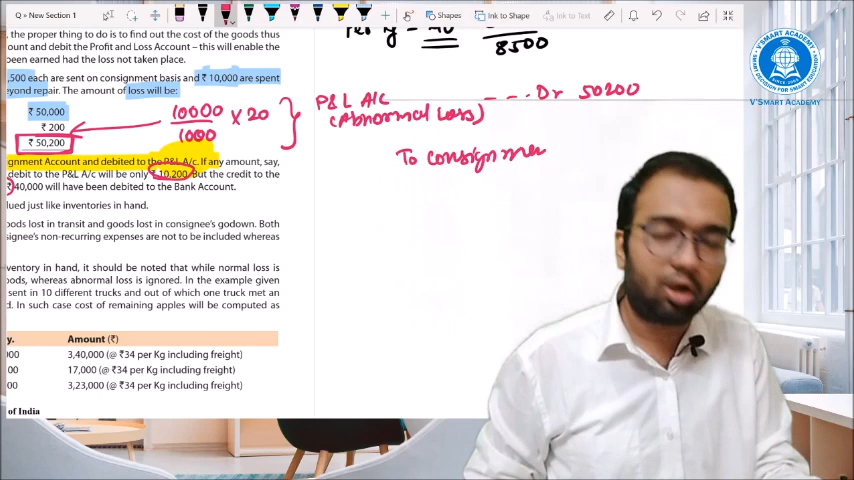 Q » New Section 1
Shapes
Ink to Shape
Ink to Math
, the proper thing to do is to find out the cost of the goods thus
ount and debit the Profit and Loss Account – this will enable the
been earned had the loss not taken place.
,500 each are sent on consignment basis and ₹ 10,000 are spent
eyond repair. The amount of loss will be:
₹ 50,000
₹ 200
₹ 50,200
gnment Account and debited to the P&L A/c. If any amount, say,
debit to the P&L A/c will be only ₹ 10,200. But the credit to the
₹ 40,000 will have been debited to the Bank Account.
lued just like inventories in hand.
oods lost in transit and goods lost in consignee's godown. Both
signee's non-recurring expenses are not to be included whereas
nventory in hand, it should be noted that while normal loss is
oods, whereas abnormal loss is ignored. In the example given
sent in 10 different trucks and out of which one truck met an
d. In such case cost of remaining apples will be computed as
y. Amount (₹)
000 3,40,000 (@ ₹34 per Kg including freight)
00 17,000 (@ ₹34 per Kg including freight)
00 3,23,000 (@ ₹34 per Kg including freight)
of India
8500
10000
1000
× 20
P&L A/C - - . Dr 50200
(Abnormal Loss)
To consignmen
V'SMART ACADEMY
VISION SMART DECISION FOR SMART EDUCATION
V'SMART ACADEMY